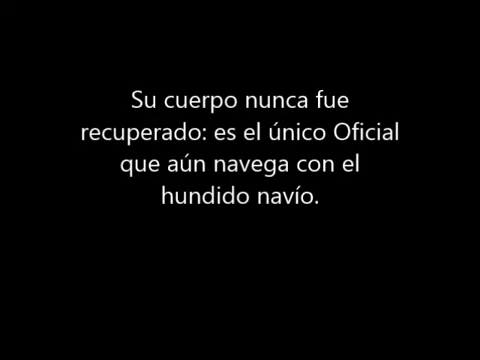 Su cuerpo nunca fue
recuperado: es el único Oficial
que aún navega con el
hundido navío.